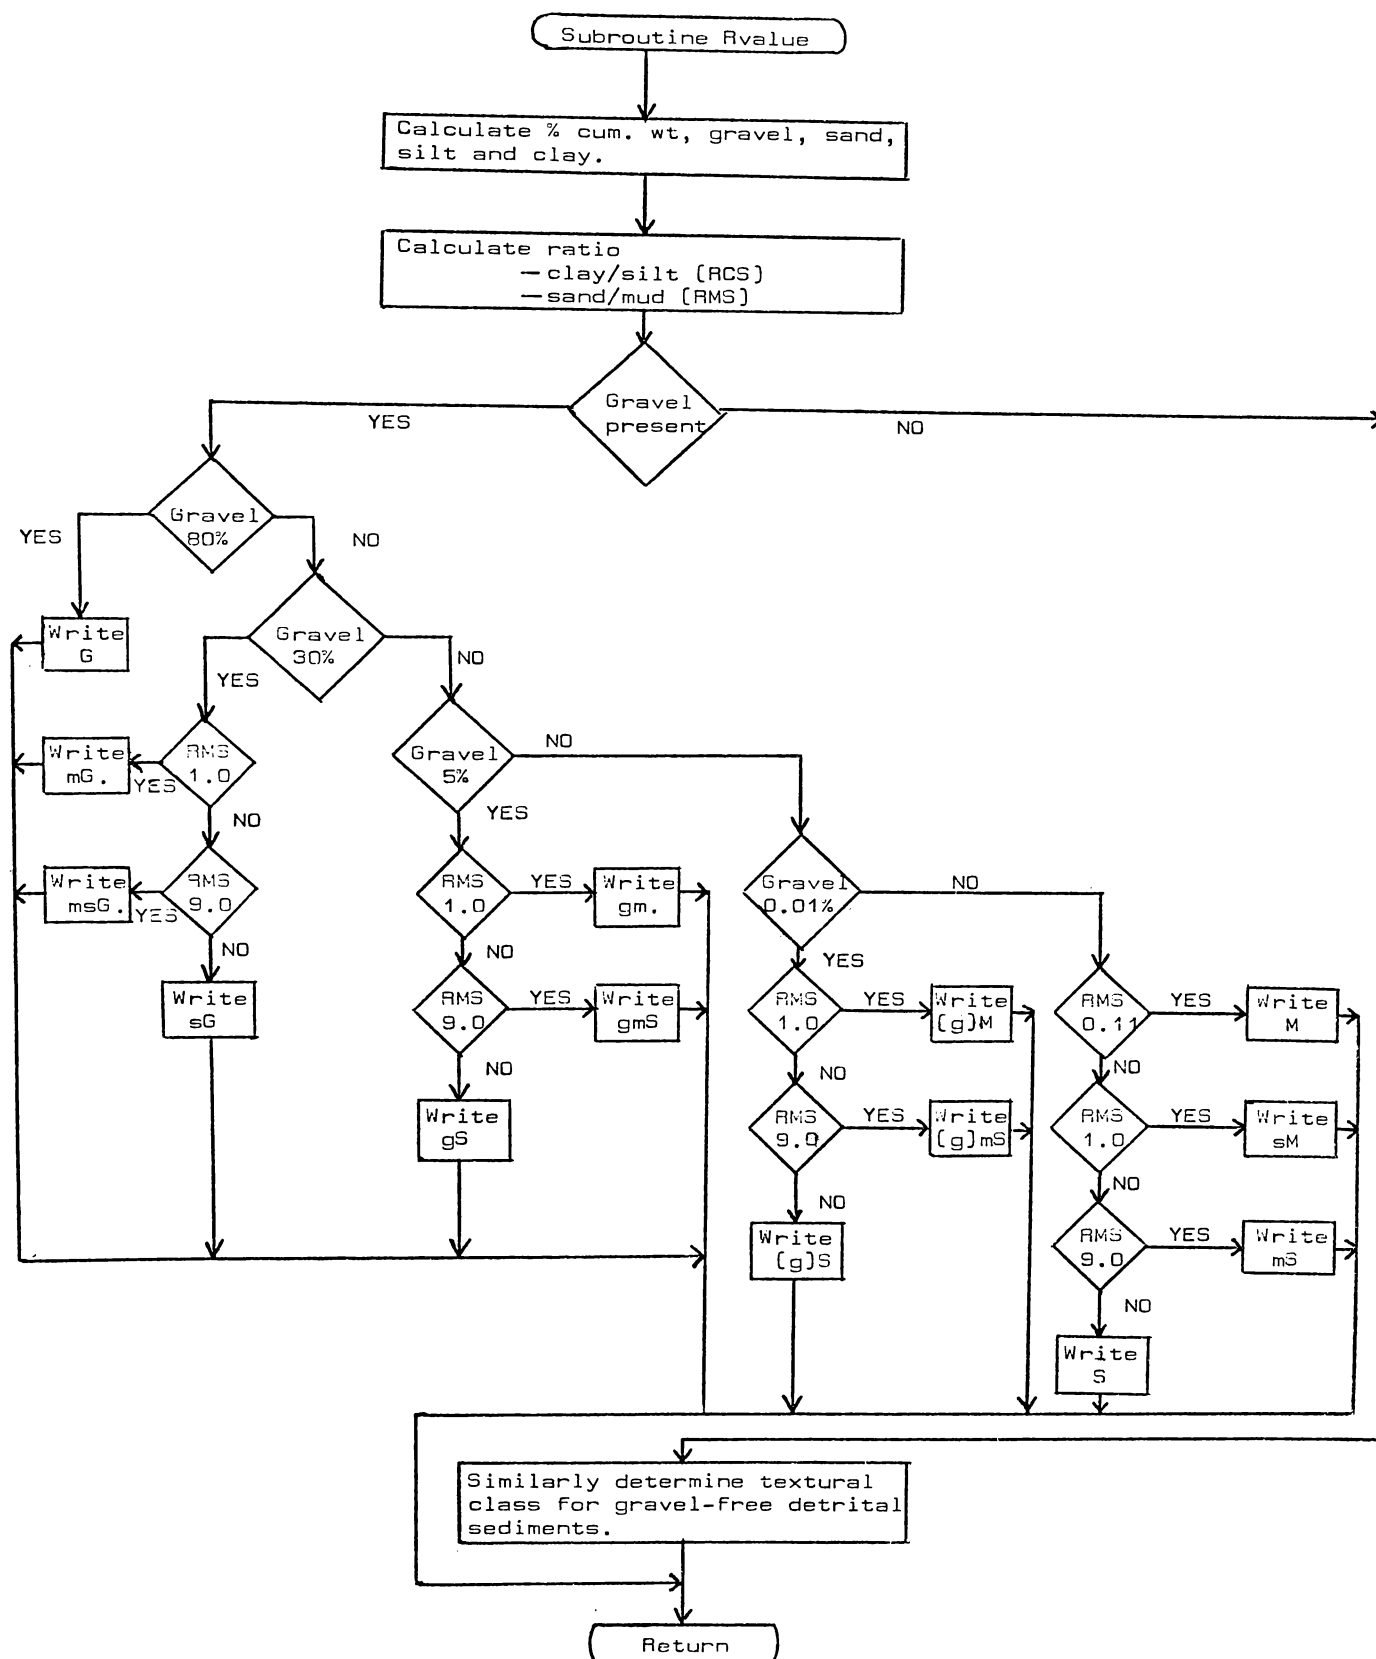 Subroutine Rvalue
Calculate % cum. wt, gravel, sand,
silt and clay.
Calculate ratio
—clay/silt (RCS)
—sand/mud (RMS)
Gravel
present
YES
NO
Gravel
80%
YES
NO
Write
G
Gravel
30%
YES
NO
RMS
1.0
YES
Write
mG.
NO
RMS
9.0
YES
Write
msG.
NO
Write
sG
Gravel
5%
NO
YES
RMS
1.0
YES
Write
gm.
NO
RMS
9.0
YES
Write
gmS
NO
Write
gS
Gravel
0.01%
NO
YES
RMS
1.0
YES
Write
(g)M
NO
RMS
9.0
YES
Write
(g)mS
NO
Write
(g)S
RMS
0.11
YES
Write
M
NO
RMS
1.0
YES
Write
sM
NO
RMS
9.0
YES
Write
mS
NO
Write
S
Similarly determine textural
class for gravel-free detrital
sediments.
Return